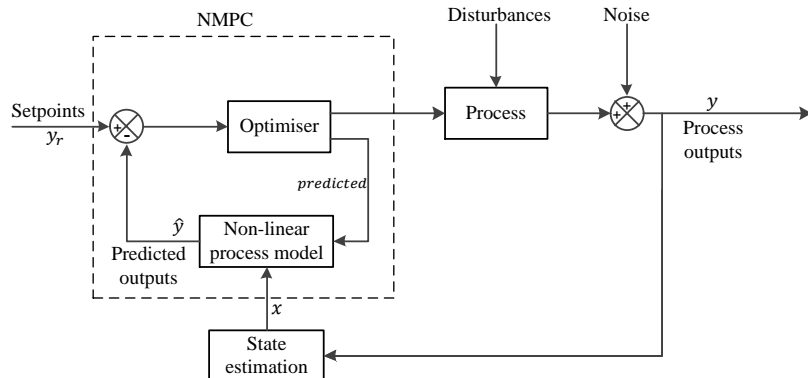 NMPC
Disturbances
Noise
Setpoints
y_r
+
-
Optimiser
Process
+
+
y
Process
outputs
predicted
ŷ
Predicted
outputs
Non-linear
process model
x
State
estimation